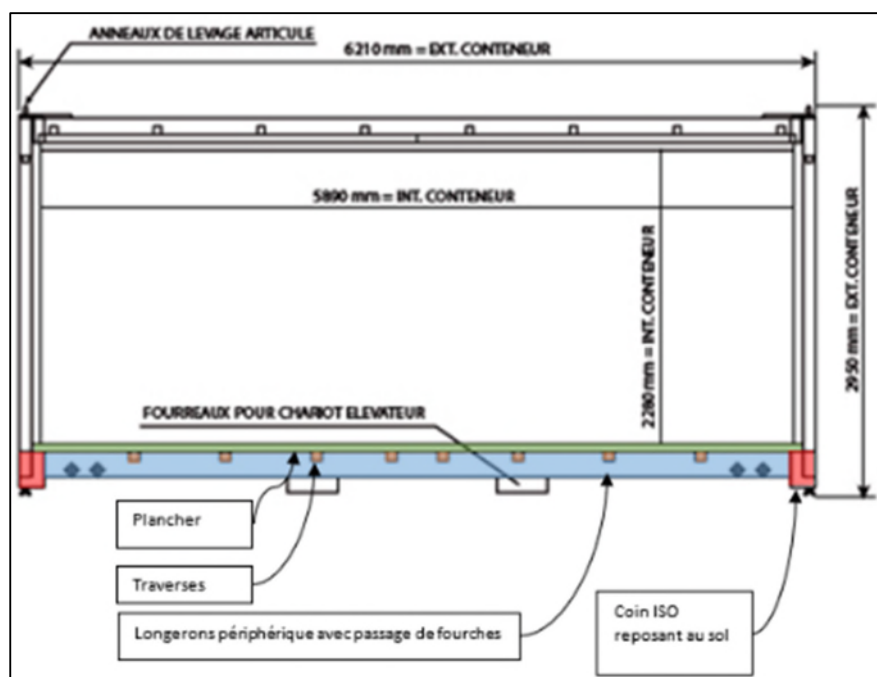 ANNEAUX DE LEVAGE ARTICULE
6210 mm = EXT. CONTENEUR
5890 mm = INT. CONTENEUR
2280 mm = INT. CONTENEUR
2950 mm = EXT. CONTENEUR
FOURREAUX POUR CHARIOT ELEVATEUR
Plancher
Traverses
Longerons périphérique avec passage de fourches
Coin ISO
reposant au sol